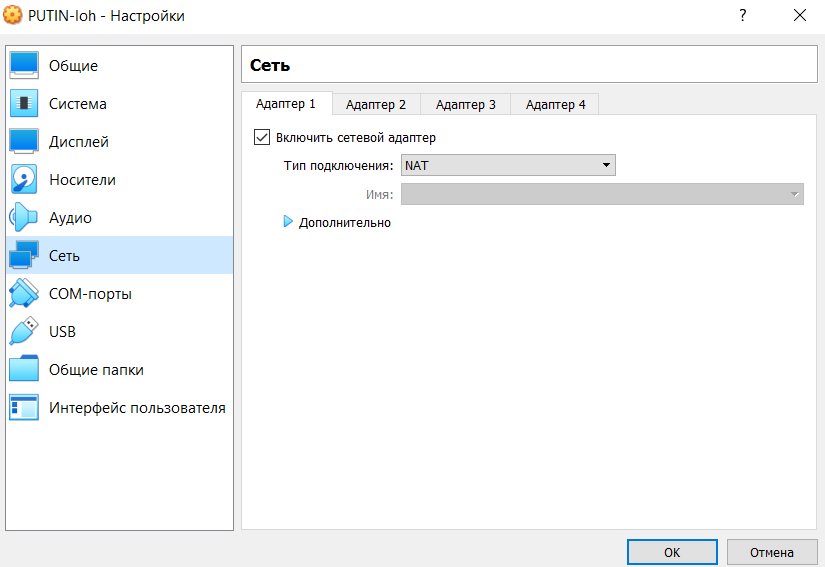 PUTIN-loh - Настройки
?
Общие
Система
Дисплей
Носители
Аудио
Сеть
COM-порты
USB
Общие папки
Интерфейс пользователя
Сеть
Адаптер 1 Адаптер 2 Адаптер 3 Адаптер 4
Включить сетевой адаптер
Тип подключения: NAT
Имя:
Дополнительно
OK Отмена